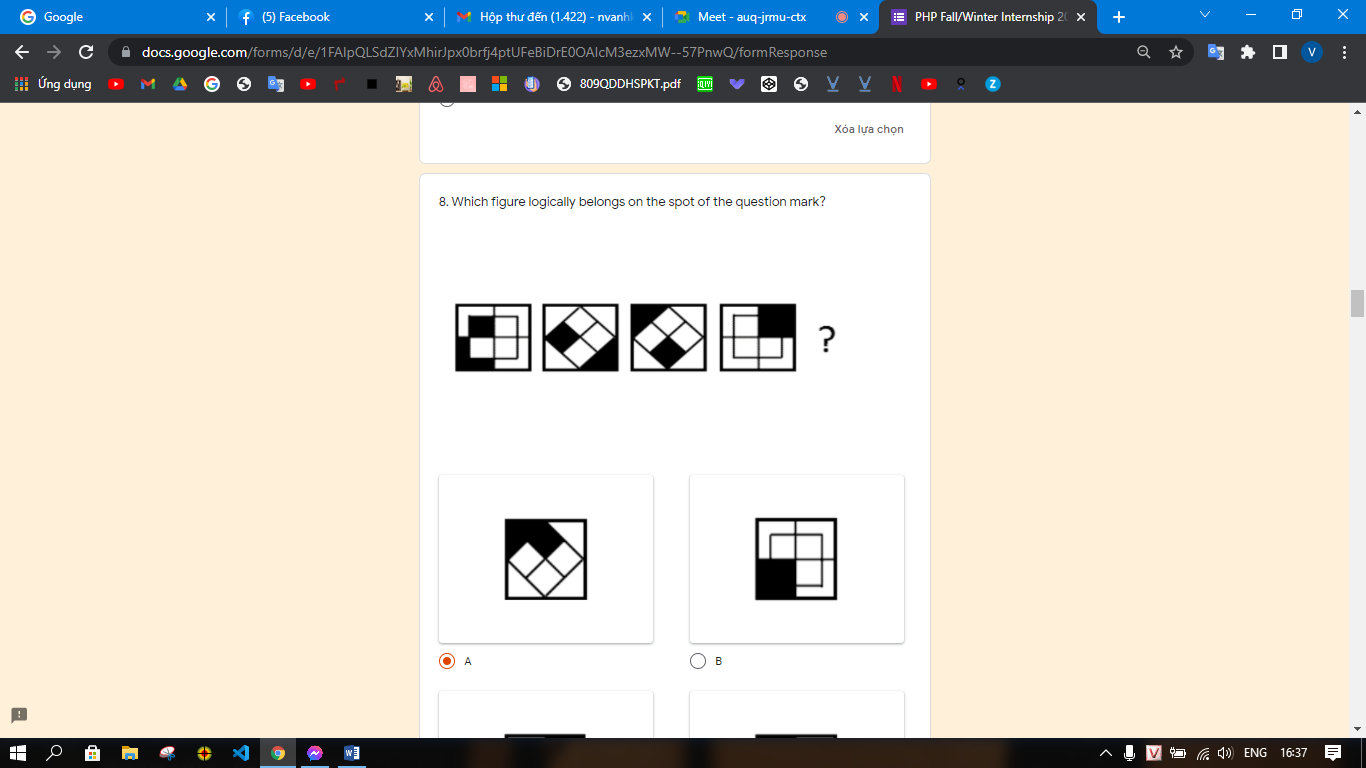 Google
(5) Facebook
Hộp thư đến (1.422) - nvanh
Meet - auq-jrmu-ctx
PHP Fall/Winter Internship 20
docs.google.com/forms/d/e/1FAIpQLSdZIYxMhirJpx0brfj4ptUFeBiDrE0OAIcM3ezxMW--57PnwQ/formResponse
V
Ứng dụng
809QDDHSPKT.pdf
Xóa lựa chọn
8. Which figure logically belongs on the spot of the question mark?
?
A
B
ENG
16:37